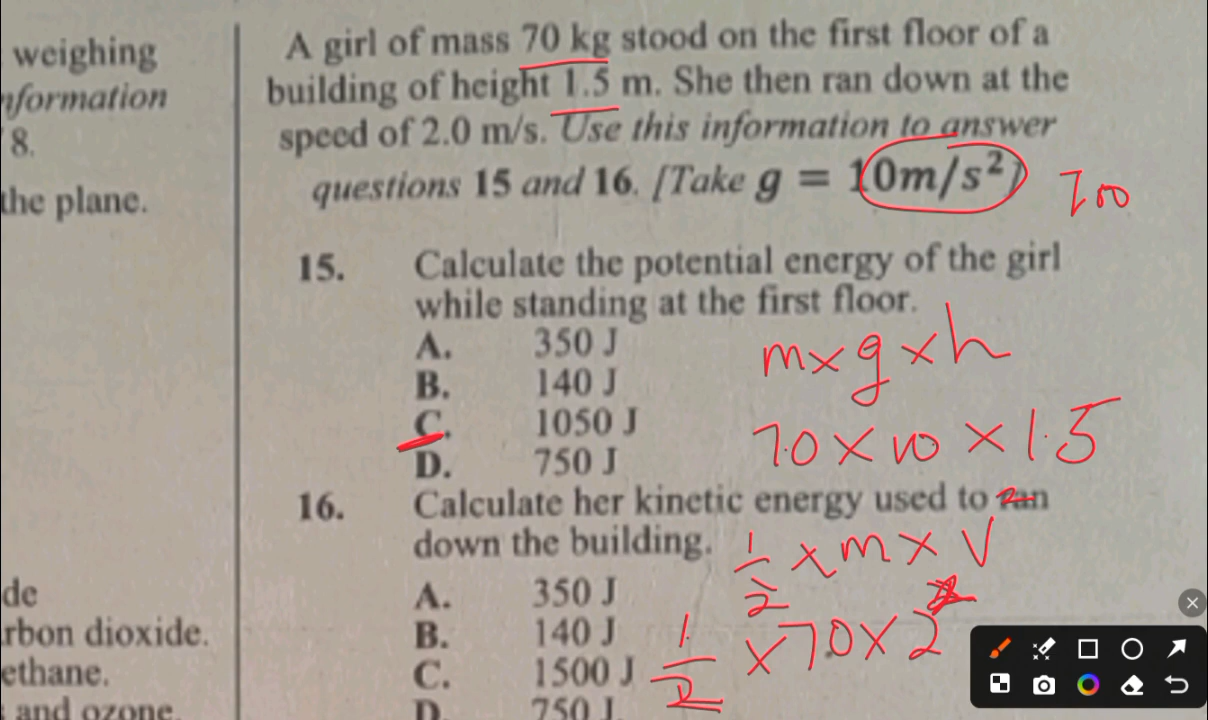 weighing
nformation
8.
the plane.
A girl of mass 70 kg stood on the first floor of a
building of height 1.5 m. She then ran down at the
speed of 2.0 m/s. Use this information to answer
questions 15 and 16. [Take g = 10m/s²)
700
15. Calculate the potential energy of the girl
while standing at the first floor.
A. 350 J
B. 140 J
C. 1050 J
D. 750 J
m×g×h
70×10×1.5
16. Calculate her kinetic energy used to ran
down the building.
A. 350 J
B. 140 J
C. 1500 J
D. 750 J
1/2 × m × v
1/2 ×70×2
de
rbon dioxide.
ethane.
and ozone.